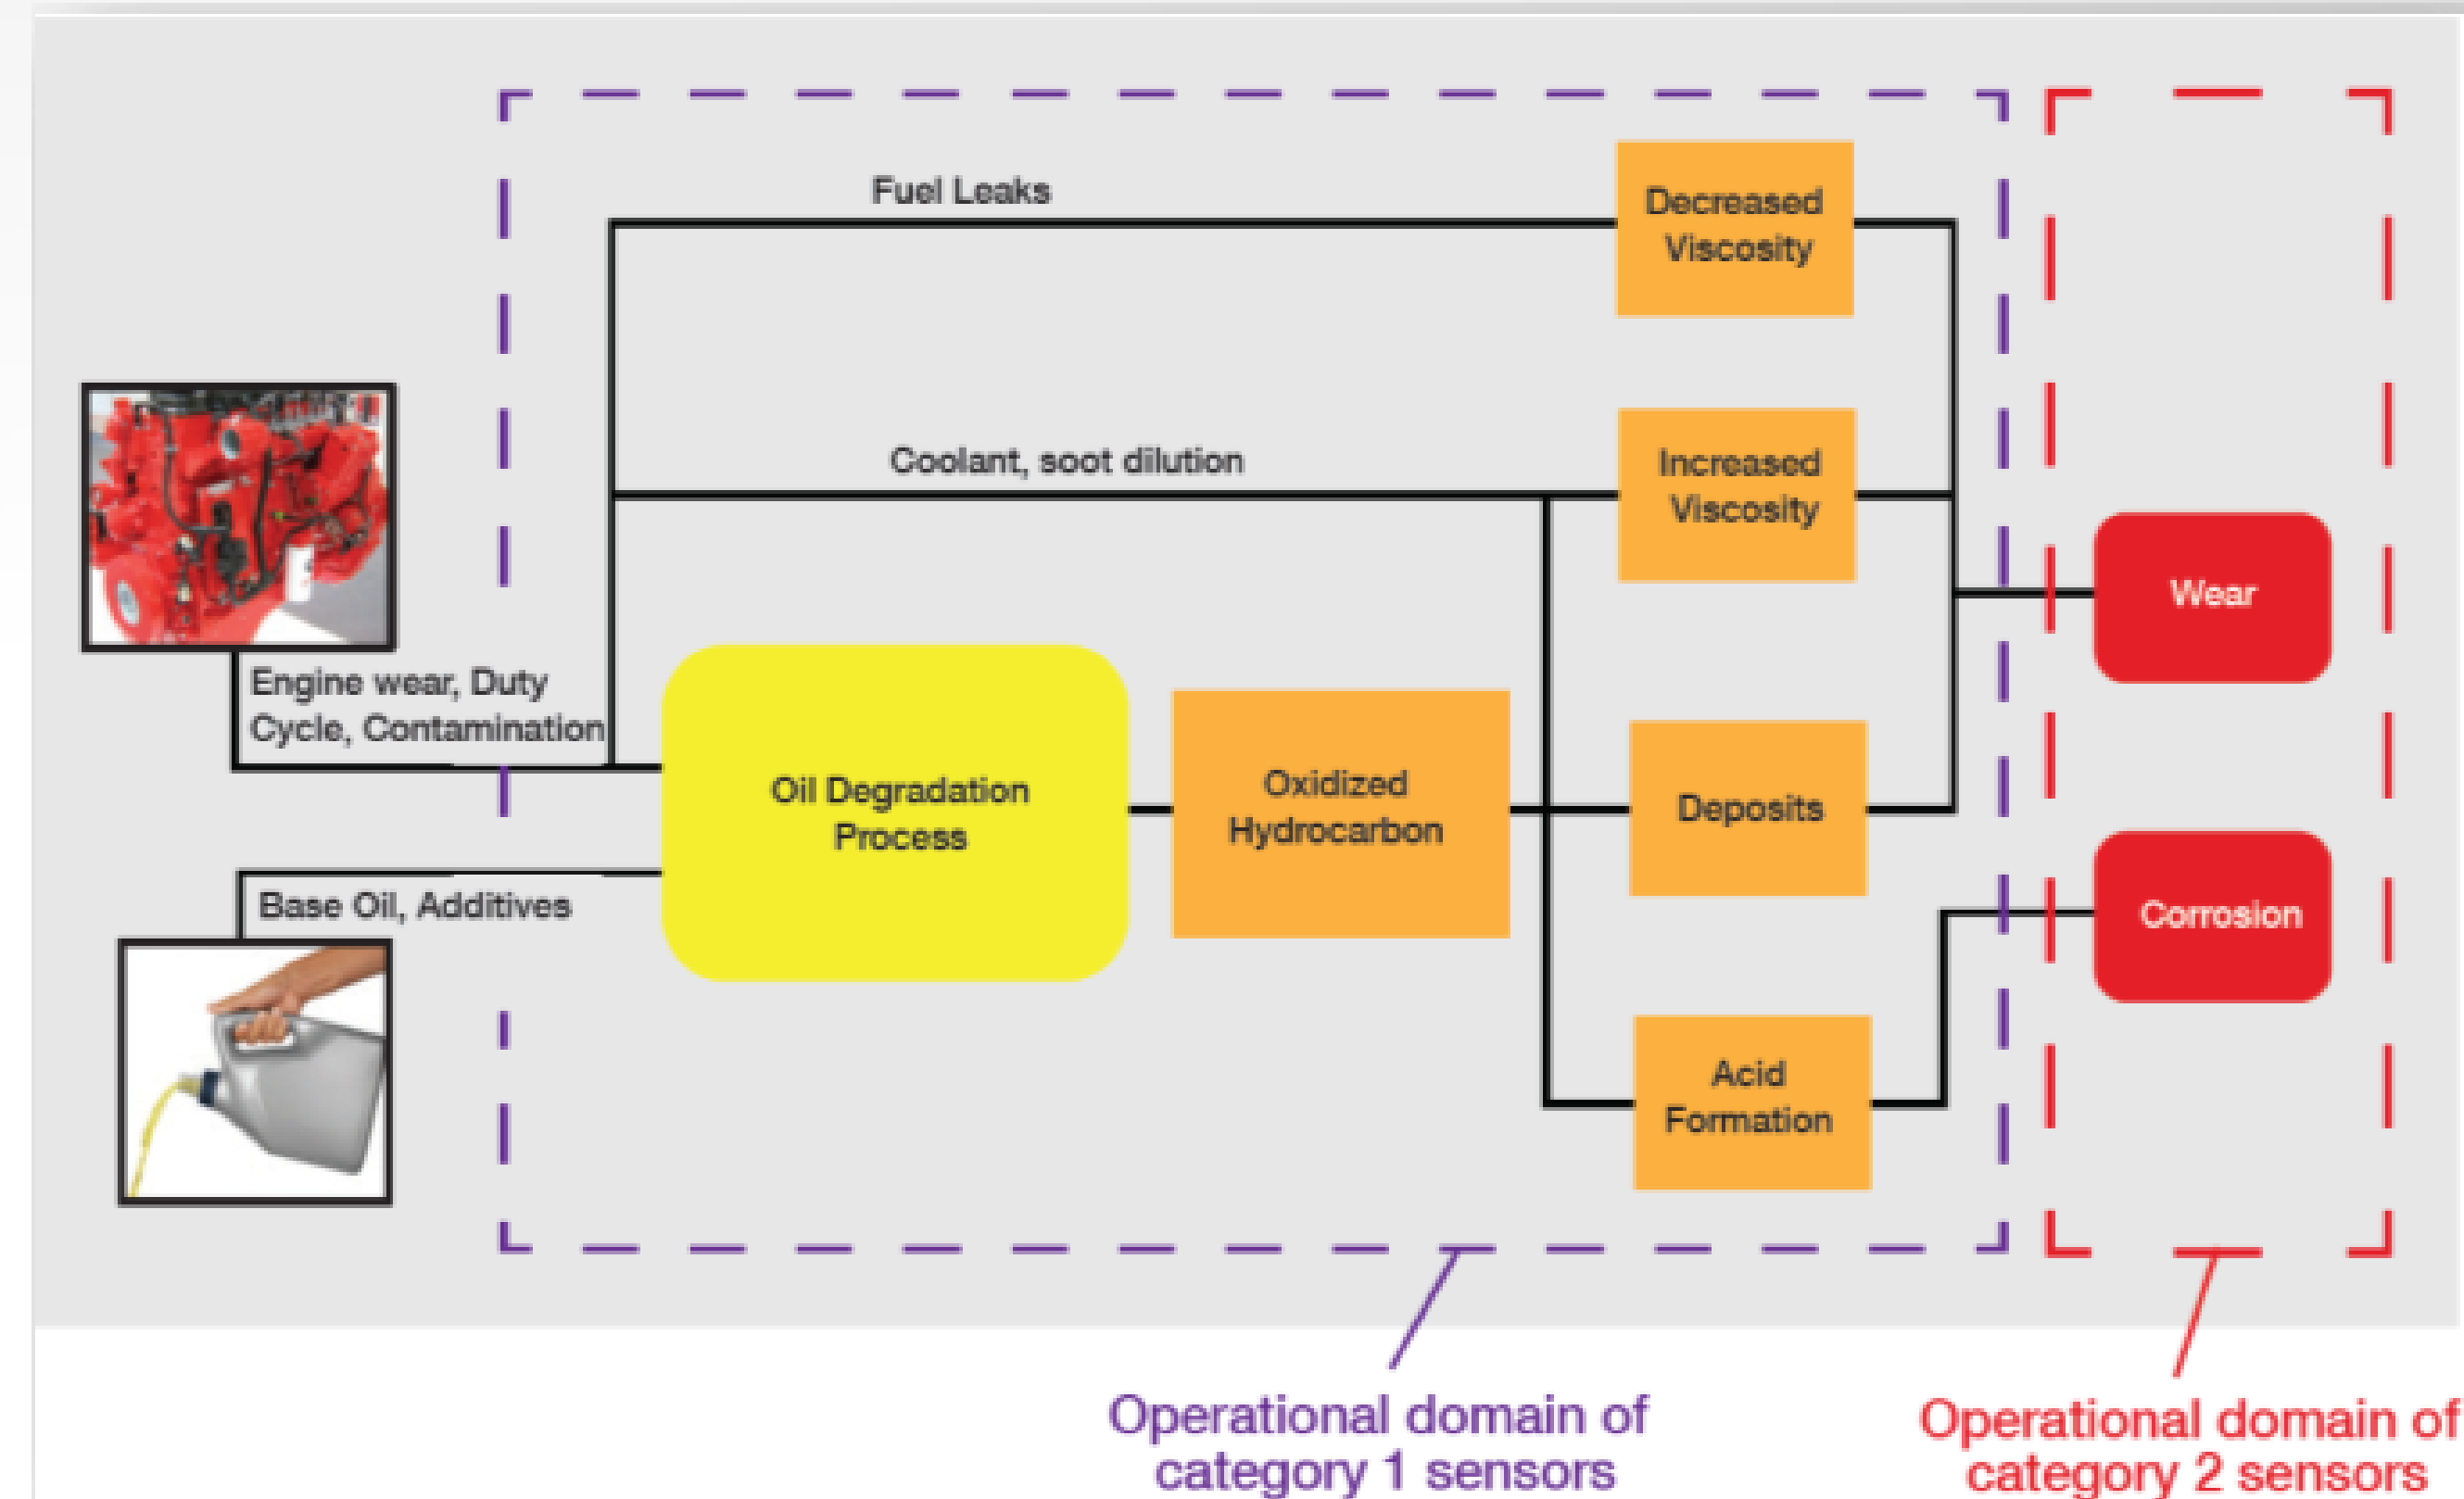 Fuel Leaks
Decreased
Viscosity
Coolant, soot dilution
Increased
Viscosity
Wear
Engine wear, Duty
Cycle, Contamination
Oil Degradation
Process
Oxidized
Hydrocarbon
Deposits
Base Oil, Additives
Corrosion
Acid
Formation
Operational domain of
category 1 sensors
Operational domain of
category 2 sensors